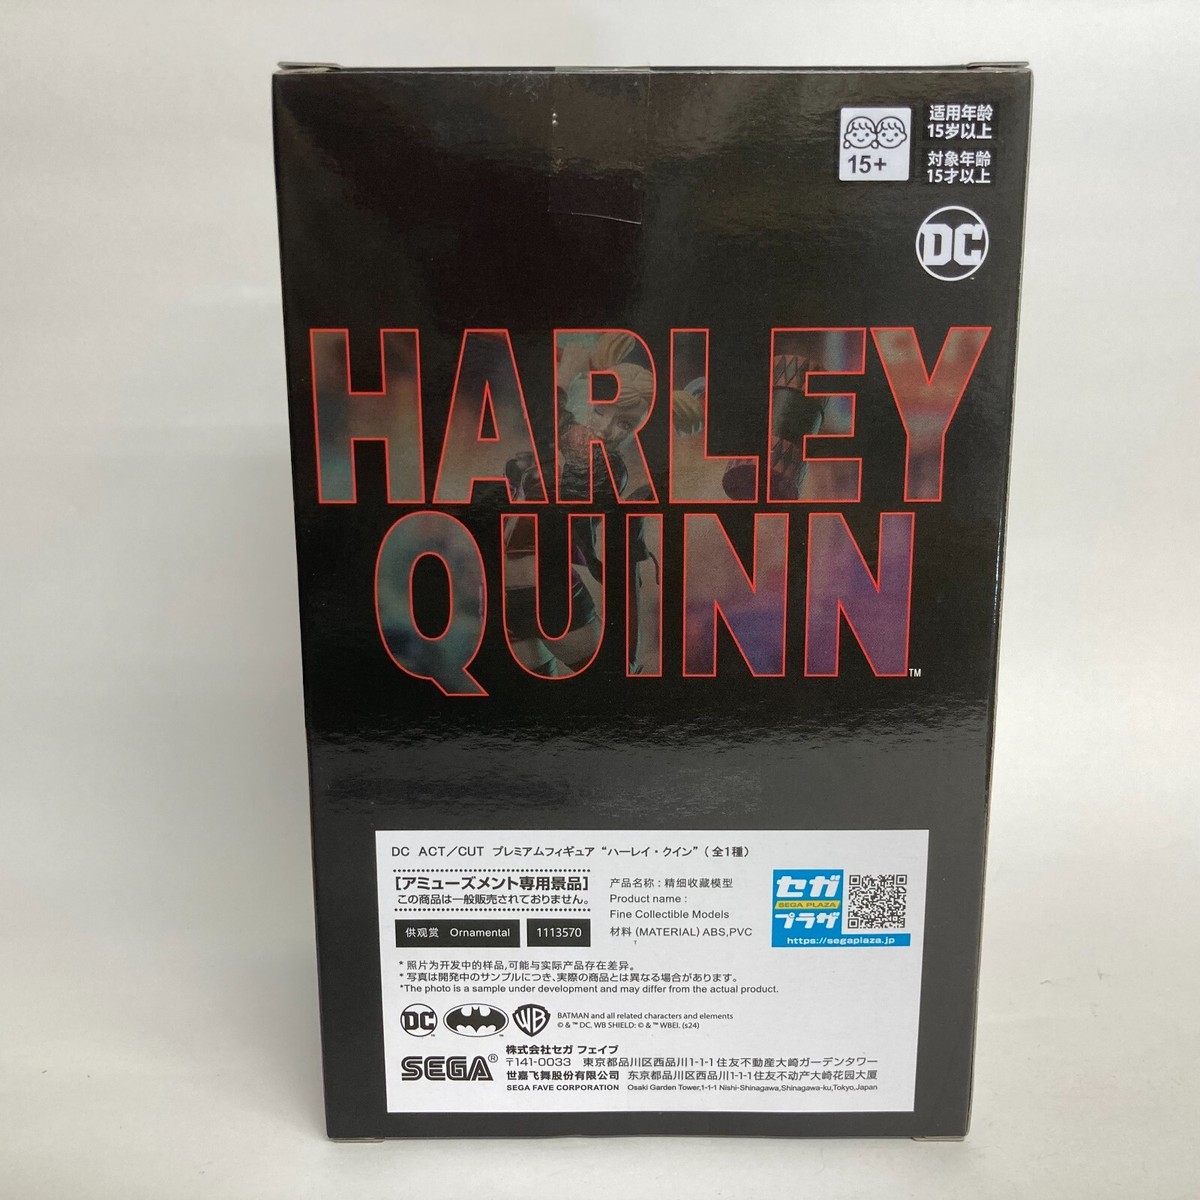 适用年龄
15岁以上
15+
対象年齢
15才以上
DC
HARLEY
QUINN™
DC ACT/CUT プレミアムフィギュア “ハーレイ・クイン” (全1種)
[アミューズメント専用景品]
この商品は一般販売されておりません。
供观赏 Ornamental
1113570
产品名称:精细收藏模型
Product name :
Fine Collectible Models
材料 (MATERIAL) ABS,PVC
セガ
SEGA PLAZA
プラザ
https://segaplaza.jp
* 照片为开发中的样品,可能与实际产品存在差异。
* 写真は開発中のサンプルにつき、実際の商品とは異なる場合があります。
*The photo is a sample under development and may differ from the actual product.
DC WB
BATMAN and all related characters and elements
© & ™ DC. WB SHIELD: © & ™ WBEI. (s24)
SEGA®
株式会社セガ フェイブ
〒141-0033 東京都品川区西品川1-1-1 住友不動産大崎ガーデンタワー
世嘉飞舞股份有限公司 东京都品川区西品川1-1-1住友不动产大崎花园大厦
SEGA FAVE CORPORATION Osaki Garden Tower,1-1-1 Nishi-Shinagawa,Shinagawa-ku,Tokyo,Japan